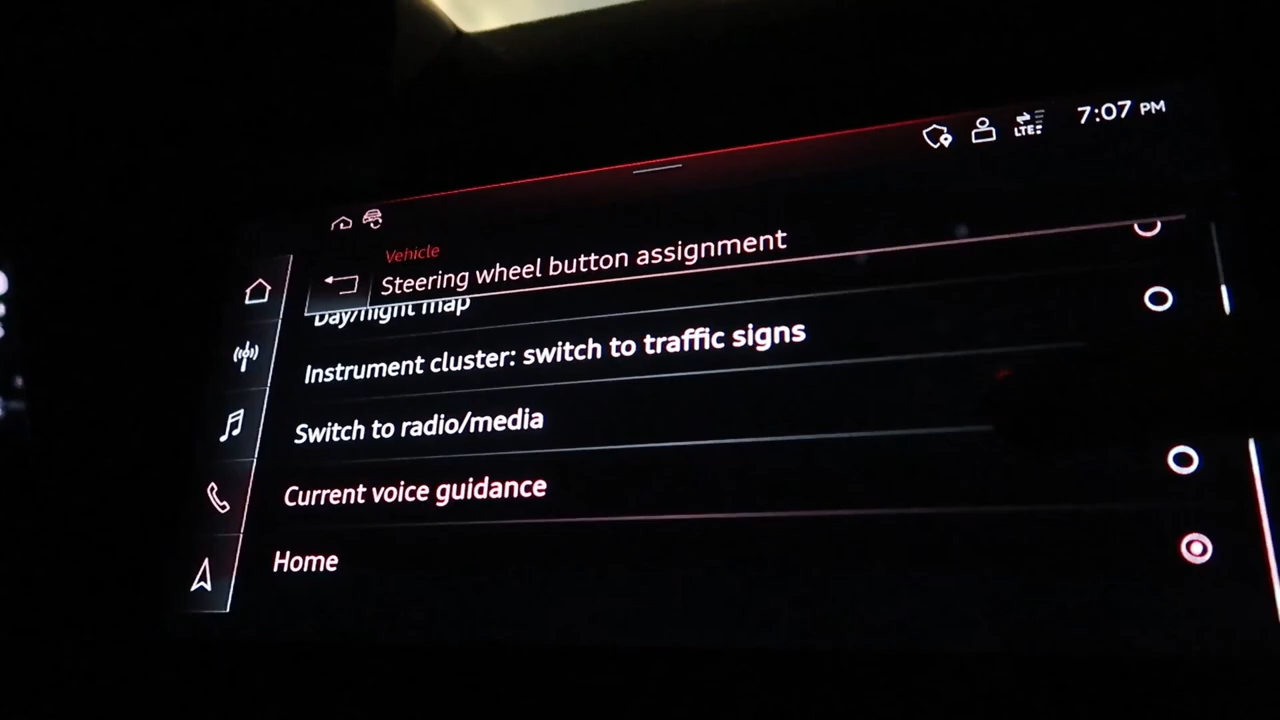 7:07 PM
LTE
Vehicle
Steering wheel button assignment
Day/night map
Instrument cluster: switch to traffic signs
Switch to radio/media
Current voice guidance
Home